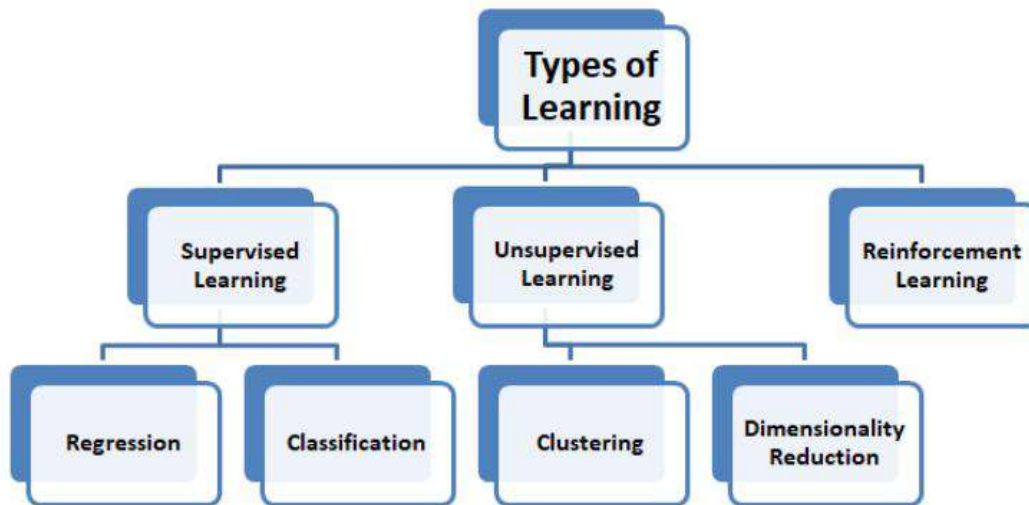 Types of
Learning
Supervised
Learning
Unsupervised
Learning
Reinforcement
Learning
Regression
Classification
Clustering
Dimensionality
Reduction